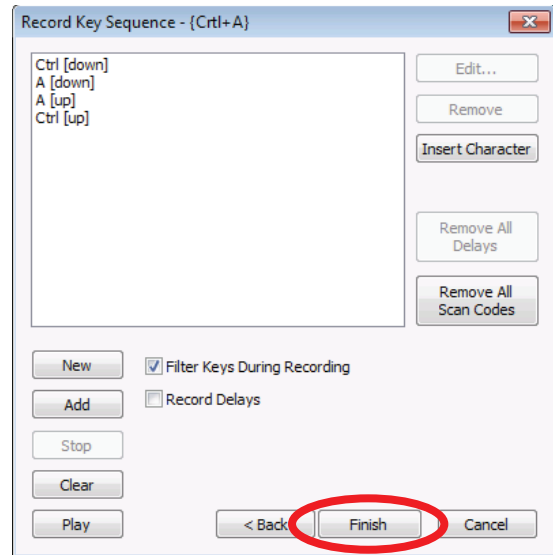 Record Key Sequence - {Crtl+A}
Ctrl [down]
A [down]
A [up]
Ctrl [up]
Edit...
Remove
Insert Character
Remove All
Delays
Remove All
Scan Codes
New
Filter Keys During Recording
Add
Record Delays
Stop
Clear
Play
< Back
Finish
Cancel